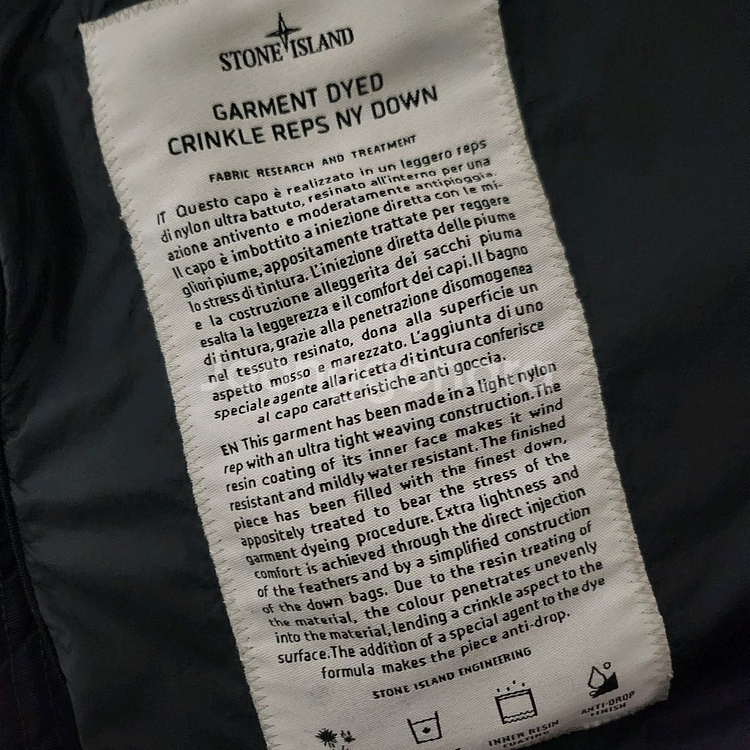 STONE ISLAND
GARMENT DYED
CRINKLE REPS NY DOWN
FABRIC RESEARCH AND TREATMENT
IT Questo capo è realizzato in un leggero reps
di nylon ultra battuto, resinato all'interno per una
azione antivento e moderatamente antipioggia.
Il capo è imbottito a iniezione diretta con le mi-
gliori piume, appositamente trattate per reggere
lo stress di tintura. L'iniezione diretta delle piume
e la costruzione alleggerita dei sacchi piuma
esalta la leggerezza e il comfort dei capi. Il bagno
di tintura, grazie alla penetrazione disomogenea
nel tessuto resinato, dona alla superficie un
aspetto mosso e marezzato. L'aggiunta di uno
speciale agente alla ricetta di tintura conferisce
al capo caratteristiche anti goccia.
EN This garment has been made in a light nylon
rep with an ultra tight weaving construction. The
resin coating of its inner face makes it wind
resistant and mildly water resistant. The finished
piece has been filled with the finest down,
appositely treated to bear the stress of the
garment dyeing procedure. Extra lightness and
comfort is achieved through the direct injection
of the feathers and by a simplified construction
of the down bags. Due to the resin treating of
the material, the colour penetrates unevenly
into the material, lending a crinkle aspect to the
surface. The addition of a special agent to the dye
formula makes the piece anti-drop.
STONE ISLAND ENGINEERING
INNER RESIN
COATING
ANTI-DROP
FINISH